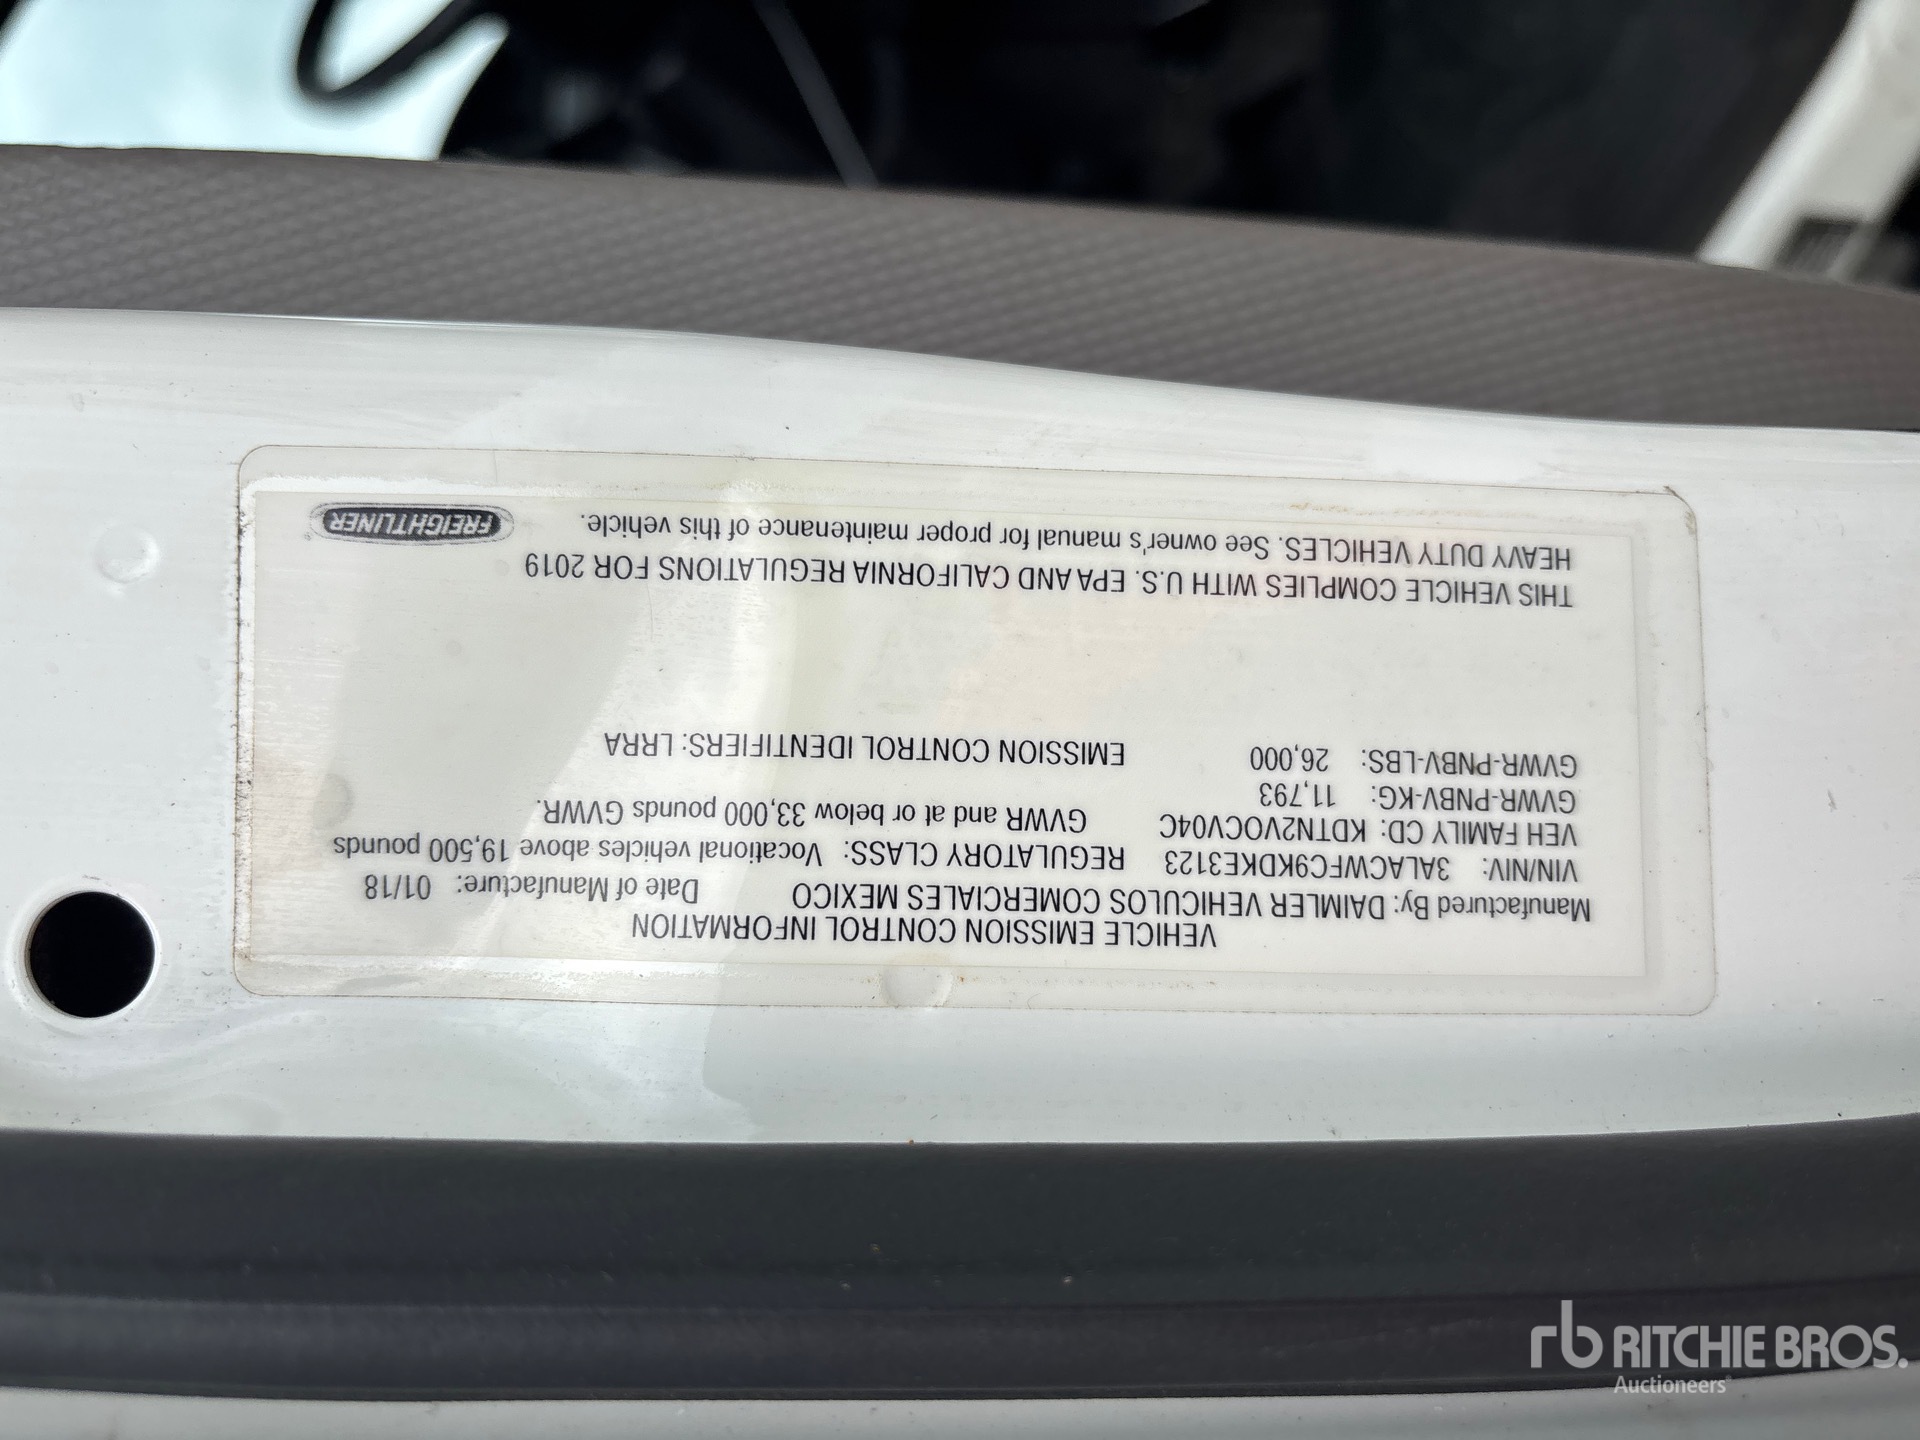 VEHICLE EMISSION CONTROL INFORMATION
Manufactured By: DAIMLER VEHICULOS COMERCIALES MEXICO Date of Manufacture: 01/18
VIN/NIV: 3ALACWFC9KDKE3123 REGULATORY CLASS: Vocational vehicles above 19,500 pounds
VEH FAMILY CD: KDTN2VOCV04C GVWR and at or below 33,000 pounds GVWR.
GVWR-PNBV-KG: 11,793
GVWR-PNBV-LBS: 26,000 EMISSION CONTROL IDENTIFIERS: LRRA
THIS VEHICLE COMPLIES WITH U.S. EPA AND CALIFORNIA REGULATIONS FOR 2019
HEAVY DUTY VEHICLES. See owner's manual for proper maintenance of this vehicle.
FREIGHTLINER
rb RITCHIE BROS.
Auctioneers